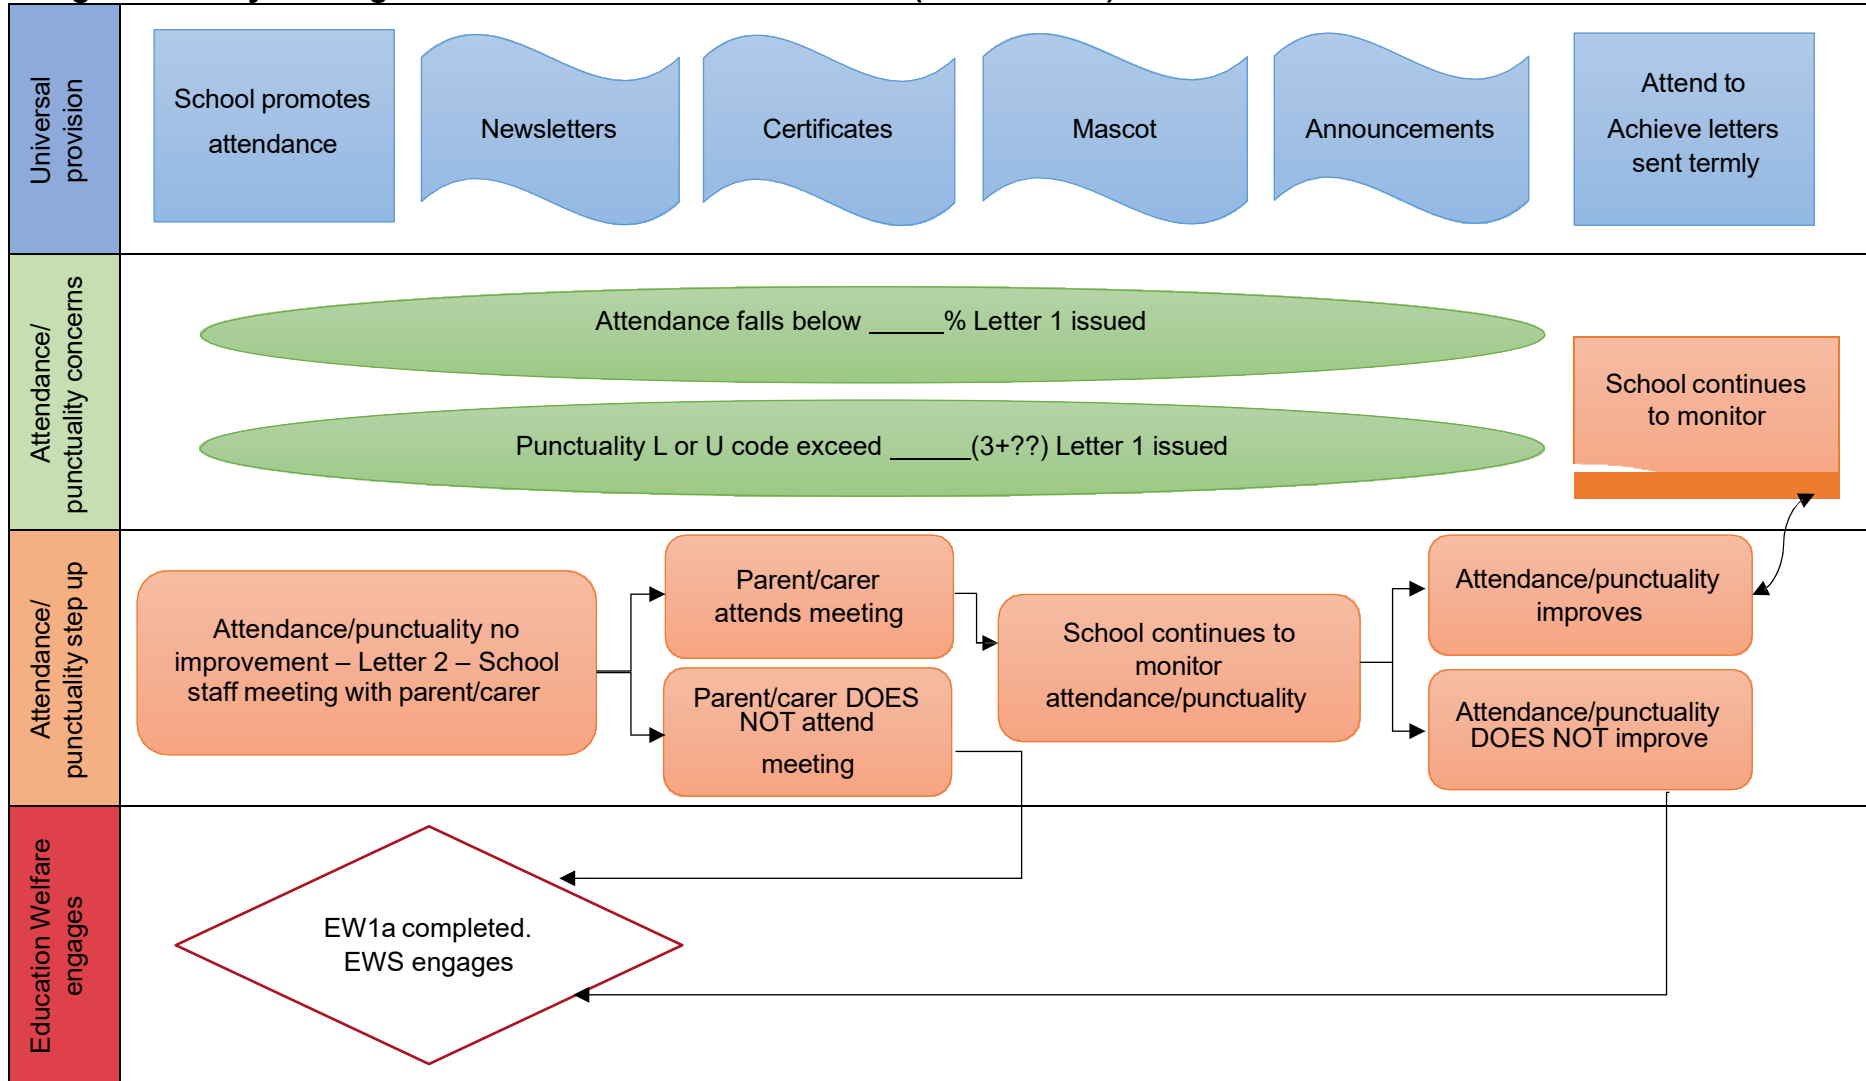 Universal
provision
School promotes
attendance
Newsletters
Certificates
Mascot
Announcements
Attend to
Achieve letters
sent termly
Attendance/
punctuality concerns
Attendance falls below _____% Letter 1 issued
Punctuality L or U code exceed _____(3+??) Letter 1 issued
School continues
to monitor
Attendance/
punctuality step up
Attendance/punctuality no
improvement – Letter 2 – School
staff meeting with parent/carer
Parent/carer
attends meeting
Parent/carer DOES
NOT attend
meeting
School continues to
monitor
attendance/punctuality
Attendance/punctuality
improves
Attendance/punctuality
DOES NOT improve
Education Welfare
engages
EW1a completed.
EWS engages